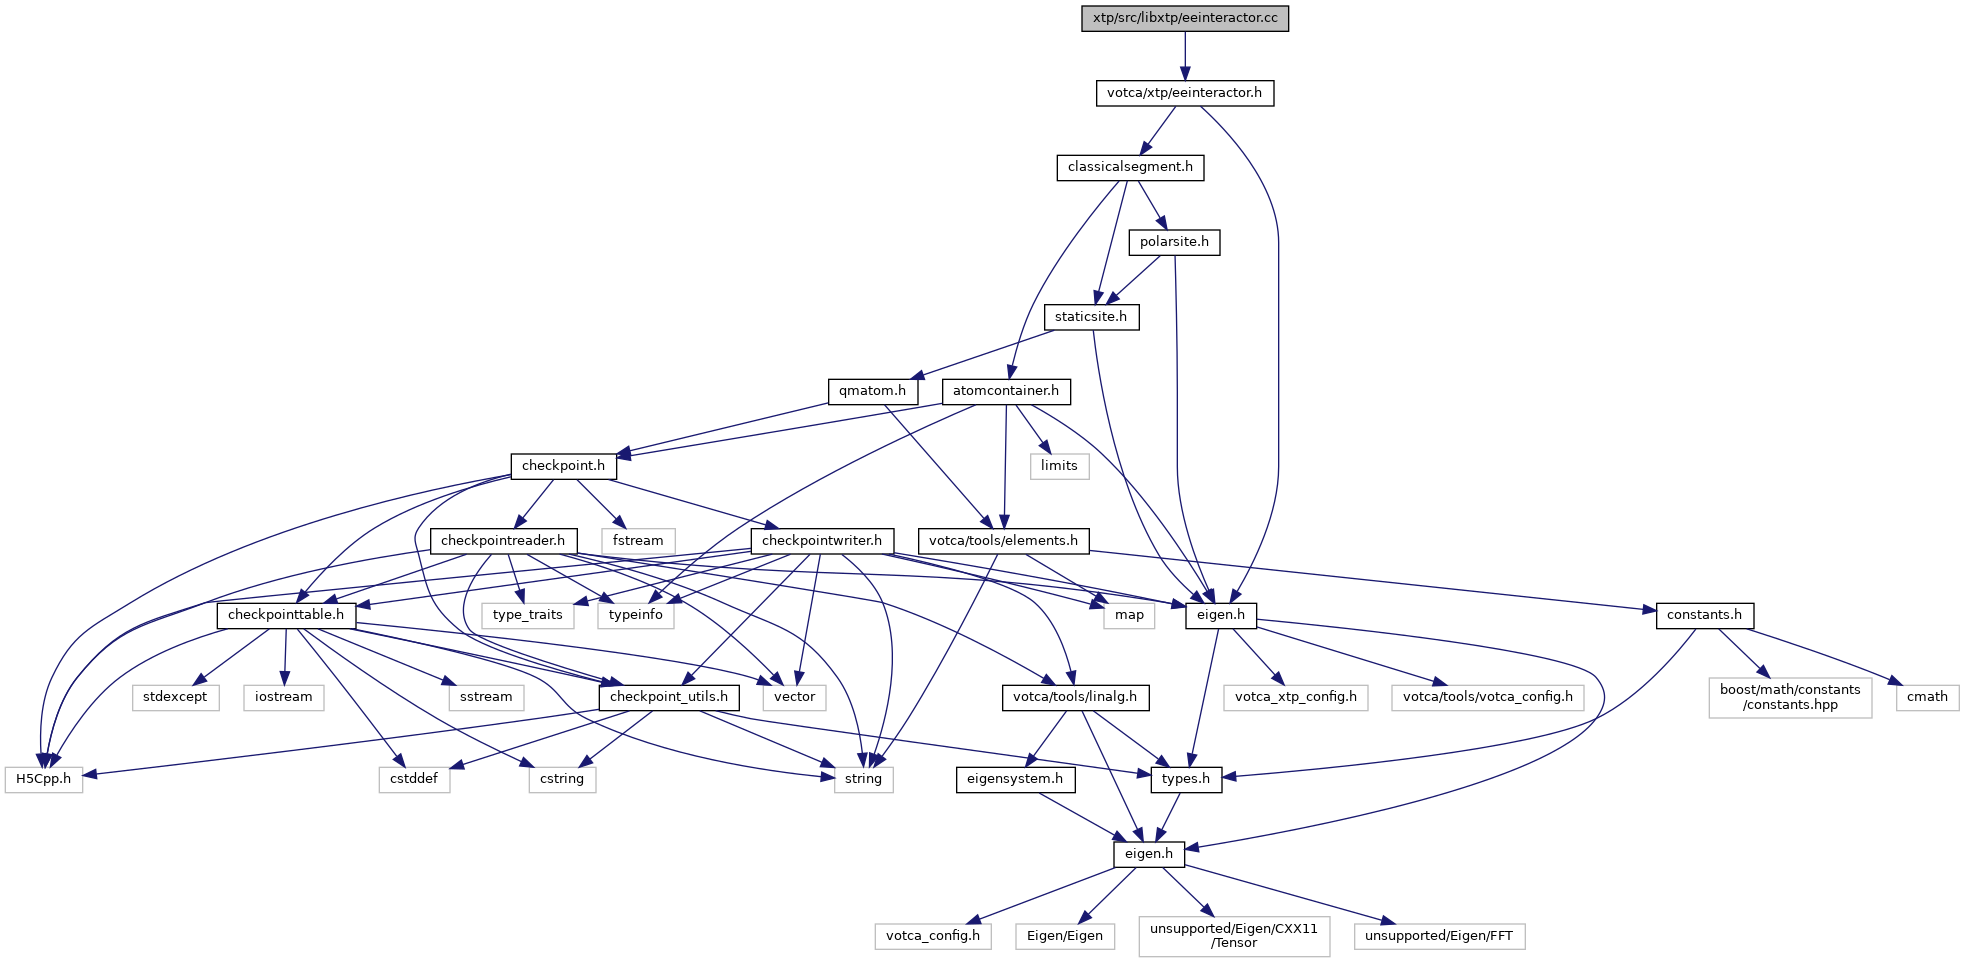 xtp/src/libxtp/eeinteractor.cc
votca/xtp/eeinteractor.h
classicalsegment.h
polarsite.h
staticsite.h
qmatom.h
atomcontainer.h
checkpoint.h
limits
checkpointreader.h
fstream
checkpointwriter.h
votca/tools/elements.h
checkpointtable.h
type_traits
typeinfo
map
eigen.h
constants.h
stdexcept
iostream
sstream
checkpoint_utils.h
vector
votca/tools/linalg.h
votca_xtp_config.h
votca/tools/votca_config.h
boost/math/constants
/constants.hpp
cmath
H5Cpp.h
cstddef
cstring
string
eigensystem.h
types.h
eigen.h
votca_config.h
Eigen/Eigen
unsupported/Eigen/CXX11
/Tensor
unsupported/Eigen/FFT